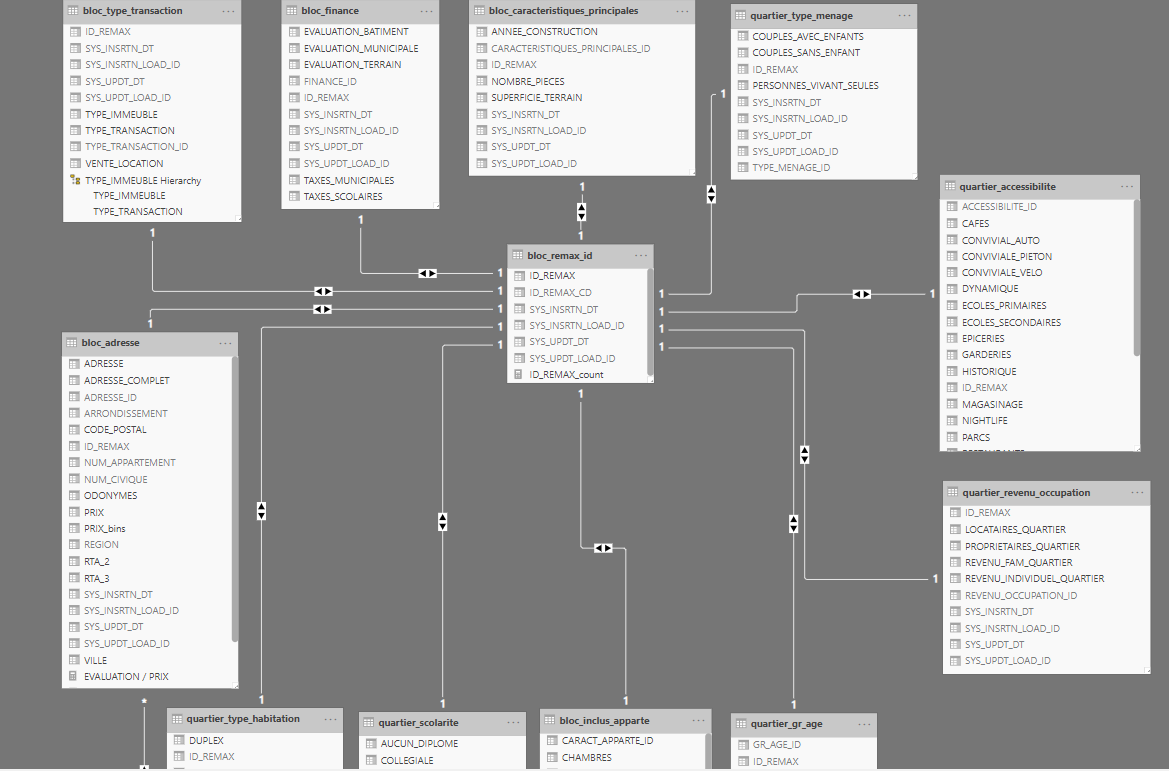 bloc_type_transaction ...
ID_REMAX
SYS_INSRTN_DT
SYS_INSRTN_LOAD_ID
SYS_UPDT_DT
SYS_UPDT_LOAD_ID
TYPE_IMMEUBLE
TYPE_TRANSACTION
TYPE_TRANSACTION_ID
VENTE_LOCATION
TYPE_IMMEUBLE Hierarchy
TYPE_IMMEUBLE
TYPE_TRANSACTION
1
bloc_finance ...
EVALUATION_BATIMENT
EVALUATION_MUNICIPALE
EVALUATION_TERRAIN
FINANCE_ID
ID_REMAX
SYS_INSRTN_DT
SYS_INSRTN_LOAD_ID
SYS_UPDT_DT
SYS_UPDT_LOAD_ID
TAXES_MUNICIPALES
TAXES_SCOLAIRES
1
bloc_caracteristiques_principales ...
ANNEE_CONSTRUCTION
CARACTERISTIQUES_PRINCIPALES_ID
ID_REMAX
NOMBRE_PIECES
SUPERFICIE_TERRAIN
SYS_INSRTN_DT
SYS_INSRTN_LOAD_ID
SYS_UPDT_DT
SYS_UPDT_LOAD_ID
1
1
quartier_type_menage ...
COUPLES_AVEC_ENFANTS
COUPLES_SANS_ENFANT
ID_REMAX
PERSONNES_VIVANT_SEULES
SYS_INSRTN_DT
SYS_INSRTN_LOAD_ID
SYS_UPDT_DT
SYS_UPDT_LOAD_ID
TYPE_MENAGE_ID
1
quartier_accessibilite ...
ACCESSIBILITE_ID
CAFES
CONVIVIAL_AUTO
CONVIVIALE_PIETON
CONVIVIALE_VELO
DYNAMIQUE
ECOLES_PRIMAIRES
ECOLES_SECONDAIRES
EPICERIES
GARDERIES
HISTORIQUE
ID_REMAX
MAGASINAGE
NIGHTLIFE
PARCS
1
bloc_remax_id ...
ID_REMAX
ID_REMAX_CD
SYS_INSRTN_DT
SYS_INSRTN_LOAD_ID
SYS_UPDT_DT
SYS_UPDT_LOAD_ID
ID_REMAX_count
1
1
1
1
1
1
1
1
1
1
bloc_adresse ...
ADRESSE
ADRESSE_COMPLET
ADRESSE_ID
ARRONDISSEMENT
CODE_POSTAL
ID_REMAX
NUM_APPARTEMENT
NUM_CIVIQUE
ODONYMES
PRIX
PRIX_bins
REGION
RTA_2
RTA_3
SYS_INSRTN_DT
SYS_INSRTN_LOAD_ID
SYS_UPDT_DT
SYS_UPDT_LOAD_ID
VILLE
EVALUATION / PRIX
1
*
quartier_revenu_occupation ...
ID_REMAX
LOCATAIRES_QUARTIER
PROPRIETAIRES_QUARTIER
REVENU_FAM_QUARTIER
REVENU_INDIVIDUEL_QUARTIER
REVENU_OCCUPATION_ID
SYS_INSRTN_DT
SYS_INSRTN_LOAD_ID
SYS_UPDT_DT
SYS_UPDT_LOAD_ID
1
1
quartier_type_habitation ...
DUPLEX
ID_REMAX
1
quartier_scolarite ...
AUCUN_DIPLOME
COLLEGIALE
1
bloc_inclus_apparte ...
CARACT_APPARTE_ID
CHAMBRES
1
quartier_gr_age ...
GR_AGE_ID
ID_REMAX